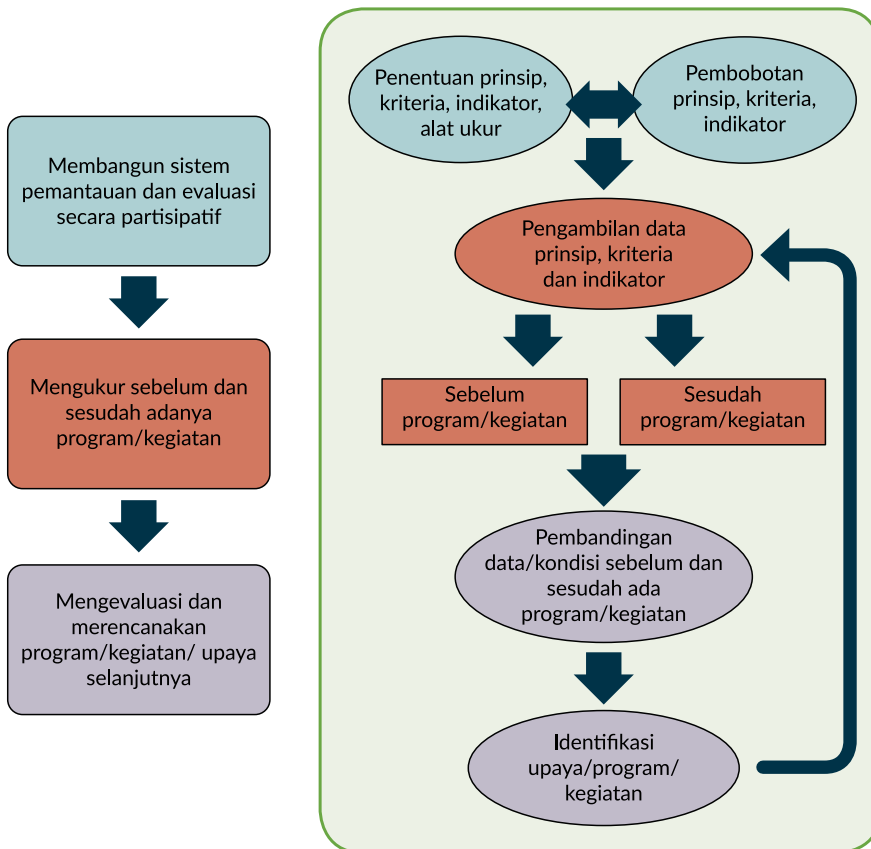 Membangun sistem
pemantauan dan evaluasi
secara partisipatif
Mengukur sebelum dan
sesudah adanya
program/kegiatan
Mengevaluasi dan
merencanakan
program/kegiatan/ upaya
selanjutnya
Penentuan prinsip,
kriteria, indikator,
alat ukur
Pembobotan
prinsip, kriteria,
indikator
Pengambilan data
prinsip, kriteria
dan indikator
Sebelum
program/kegiatan
Sesudah
program/kegiatan
Pembandingan
data/kondisi sebelum dan
sesudah ada
program/kegiatan
Identifikasi
upaya/program/
kegiatan